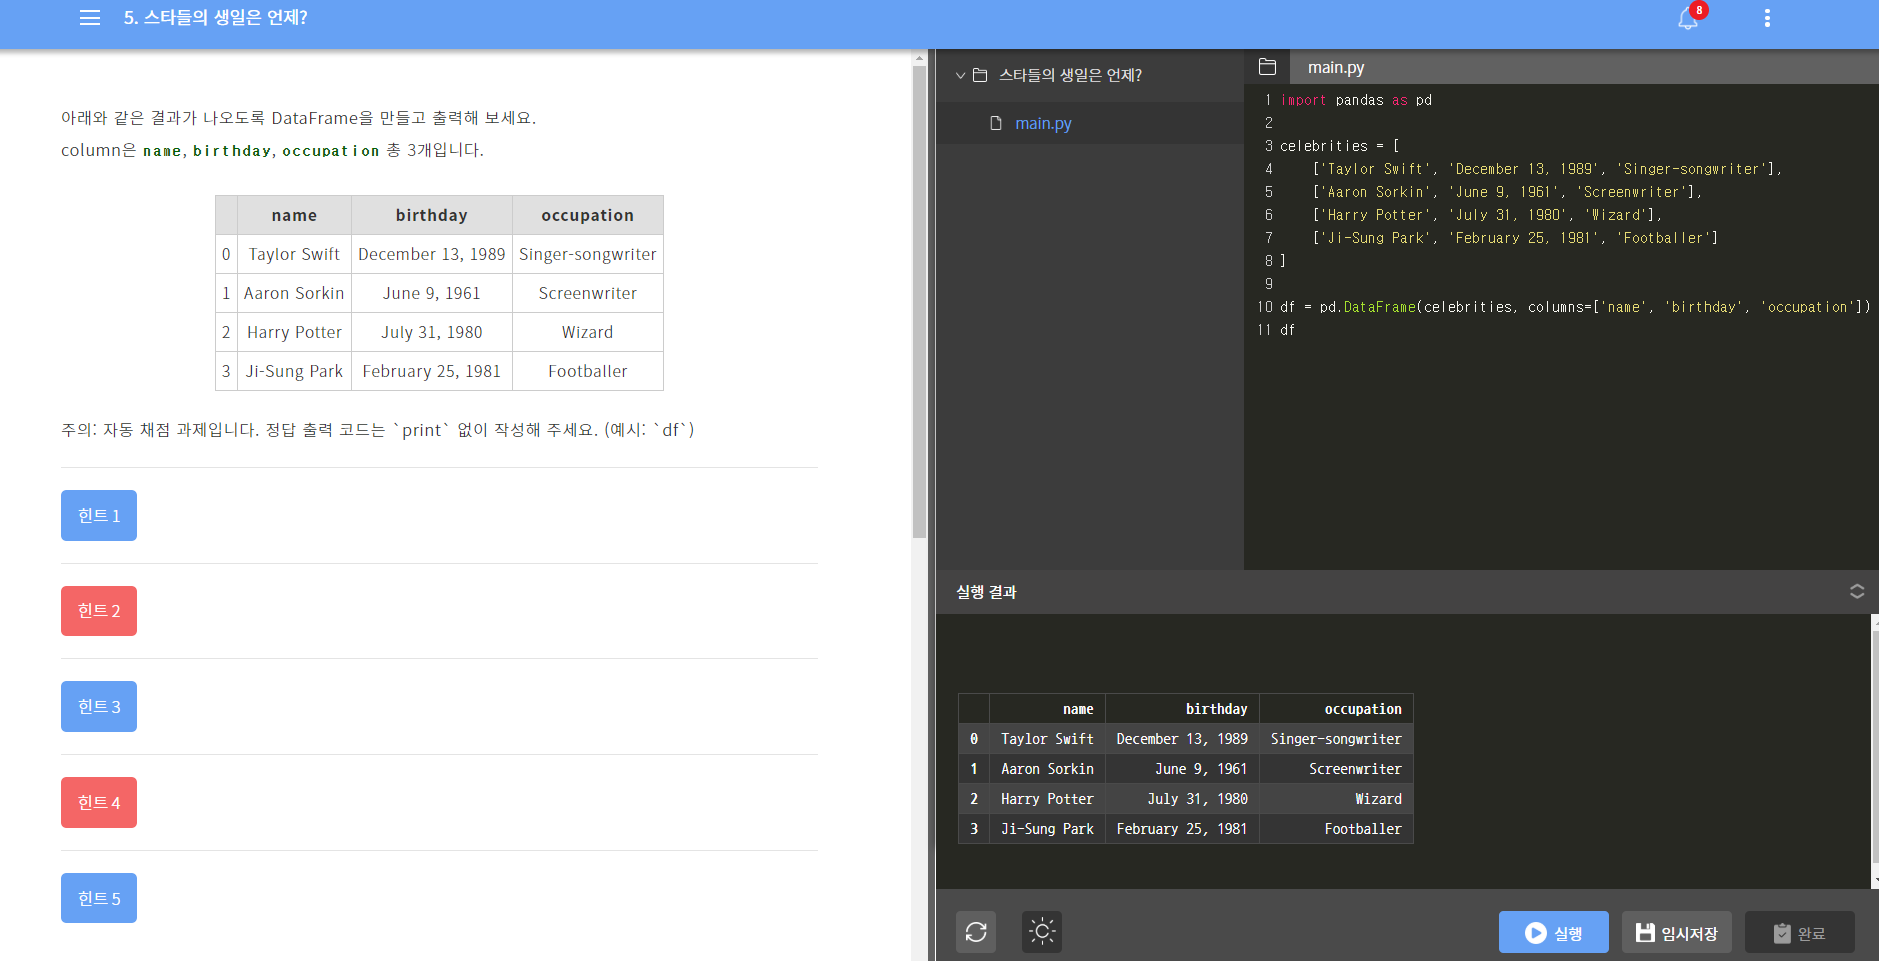 5. 스타들의 생일은 언제?
8
아래와 같은 결과가 나오도록 DataFrame을 만들고 출력해 보세요.
column은 name, birthday, occupation 총 3개입니다.
name birthday occupation
0 Taylor Swift December 13, 1989 Singer-songwriter
1 Aaron Sorkin June 9, 1961 Screenwriter
2 Harry Potter July 31, 1980 Wizard
3 Ji-Sung Park February 25, 1981 Footballer
주의: 자동 채점 과제입니다. 정답 출력 코드는 `print` 없이 작성해 주세요. (예시: `df`)
힌트 1
힌트 2
힌트 3
힌트 4
힌트 5
스타들의 생일은 언제?
main.py
main.py
1 import pandas as pd
2
3 celebrities = [
4     ['Taylor Swift', 'December 13, 1989', 'Singer-songwriter'],
5     ['Aaron Sorkin', 'June 9, 1961', 'Screenwriter'],
6     ['Harry Potter', 'July 31, 1980', 'Wizard'],
7     ['Ji-Sung Park', 'February 25, 1981', 'Footballer']
8 ]
9
10 df = pd.DataFrame(celebrities, columns=['name', 'birthday', 'occupation'])
11 df
실행 결과
name birthday occupation
0 Taylor Swift December 13, 1989 Singer-songwriter
1 Aaron Sorkin June 9, 1961 Screenwriter
2 Harry Potter July 31, 1980 Wizard
3 Ji-Sung Park February 25, 1981 Footballer
실행 임시저장 완료